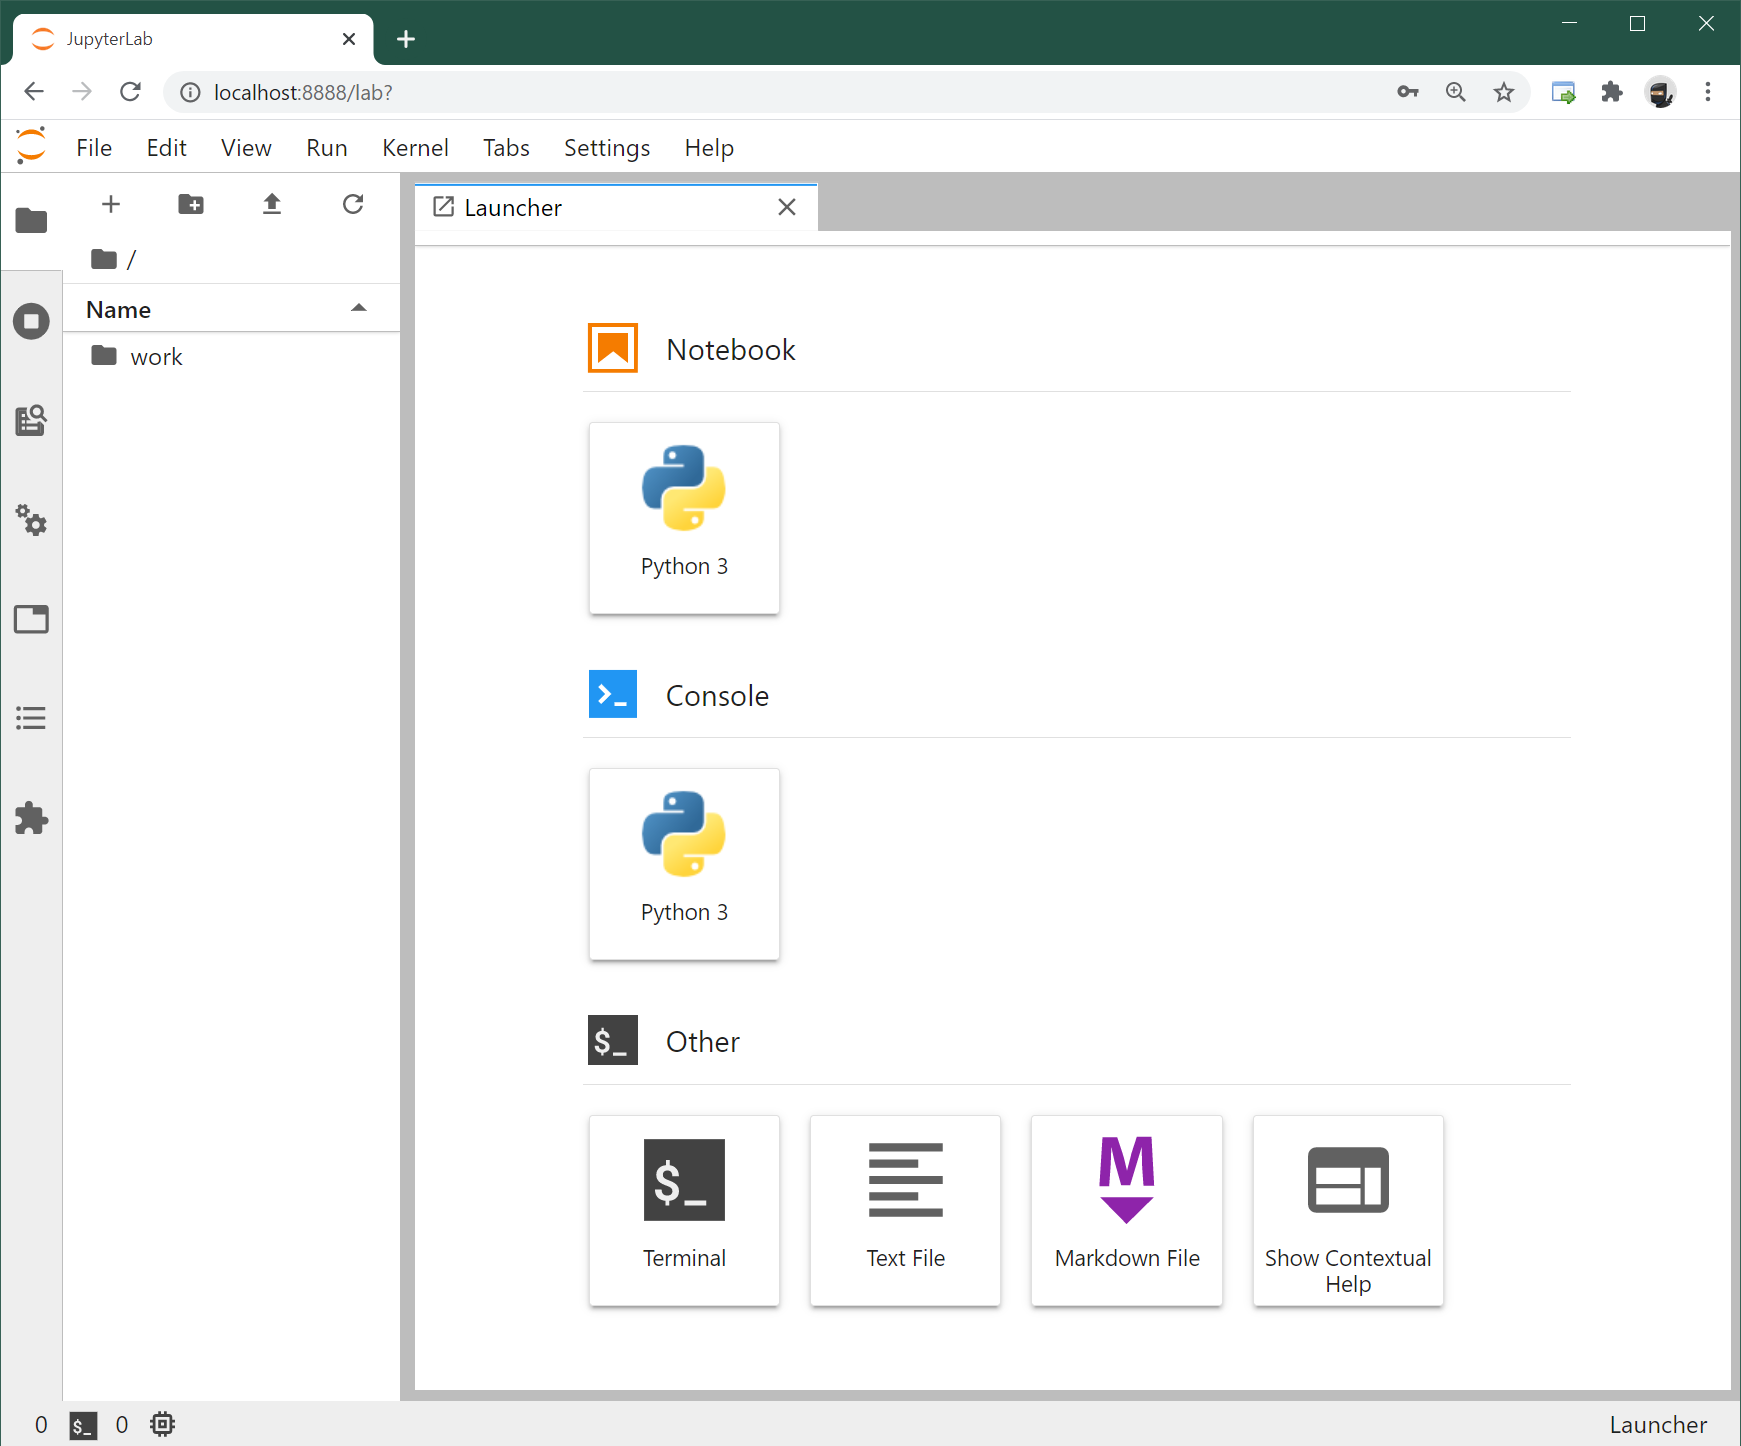 JupyterLab
localhost:8888/lab?
File Edit View Run Kernel Tabs Settings Help
Launcher
/
Name
work
Notebook
Python 3
Console
Python 3
$_ Other
$_
Terminal
Text File
M
Markdown File
Show Contextual
Help
0 $_ 0
Launcher